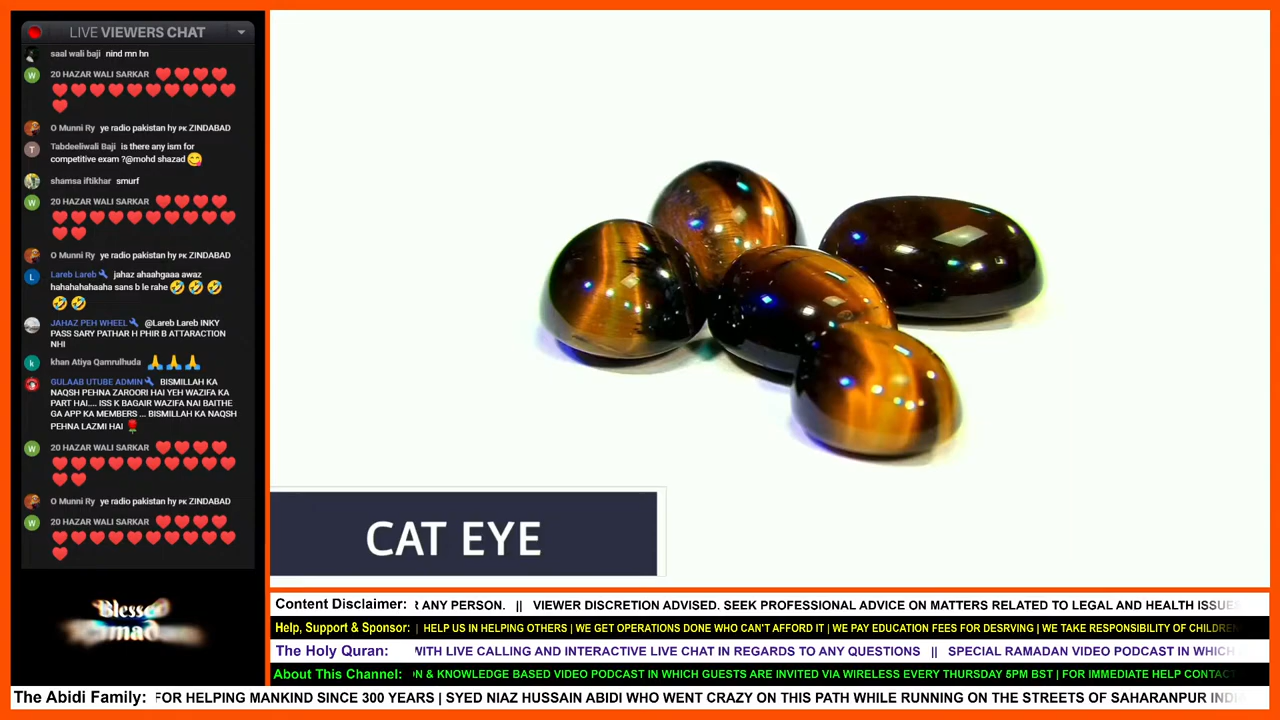 LIVE VIEWERS CHAT
saal wali baji nind mn hn
W 20 HAZAR WALI SARKAR
O Munni Ry ye radio pakistan hy PK ZINDABAD
T Tabdeeliwali Baji is there any ism for
competitive exam ?@mohd shazad
shamsa iftikhar smurf
W 20 HAZAR WALI SARKAR
O Munni Ry ye radio pakistan hy PK ZINDABAD
L Lareb Lareb jahaz ahaahgaaa awaz
hahahahahaaha sans b le rahe
JAHAZ PEH WHEEL @Lareb Lareb INKY
PASS SARY PATHAR H PHIR B ATTARACTION
NHI
k khan Atiya Qamrulhuda
GULAAB UTUBE ADMIN BISMILLAH KA
NAQSH PEHNA ZAROORI HAI YEH WAZIFA KA
PART HAI.... ISS K BAGAIR WAZIFA NAI BAITHE
GA APP KA MEMBERS ... BISMILLAH KA NAQSH
PEHNA LAZMI HAI
W 20 HAZAR WALI SARKAR
O Munni Ry ye radio pakistan hy PK ZINDABAD
W 20 HAZAR WALI SARKAR
CAT EYE
Content Disclaimer: R ANY PERSON. || VIEWER DISCRETION ADVISED. SEEK PROFESSIONAL ADVICE ON MATTERS RELATED TO LEGAL AND HEALTH ISSUE
Help, Support & Sponsor: | HELP US IN HELPING OTHERS | WE GET OPERATIONS DONE WHO CAN'T AFFORD IT | WE PAY EDUCATION FEES FOR DESRVING | WE TAKE RESPONSIBILITY OF CHILDREN
The Holy Quran: WITH LIVE CALLING AND INTERACTIVE LIVE CHAT IN REGARDS TO ANY QUESTIONS || SPECIAL RAMADAN VIDEO PODCAST IN WHICH
About This Channel: N & KNOWLEDGE BASED VIDEO PODCAST IN WHICH GUESTS ARE INVITED VIA WIRELESS EVERY THURSDAY 5PM BST | FOR IMMEDIATE HELP CONTACT
The Abidi Family: FOR HELPING MANKIND SINCE 300 YEARS | SYED NIAZ HUSSAIN ABIDI WHO WENT CRAZY ON THIS PATH WHILE RUNNING ON THE STREETS OF SAHARANPUR